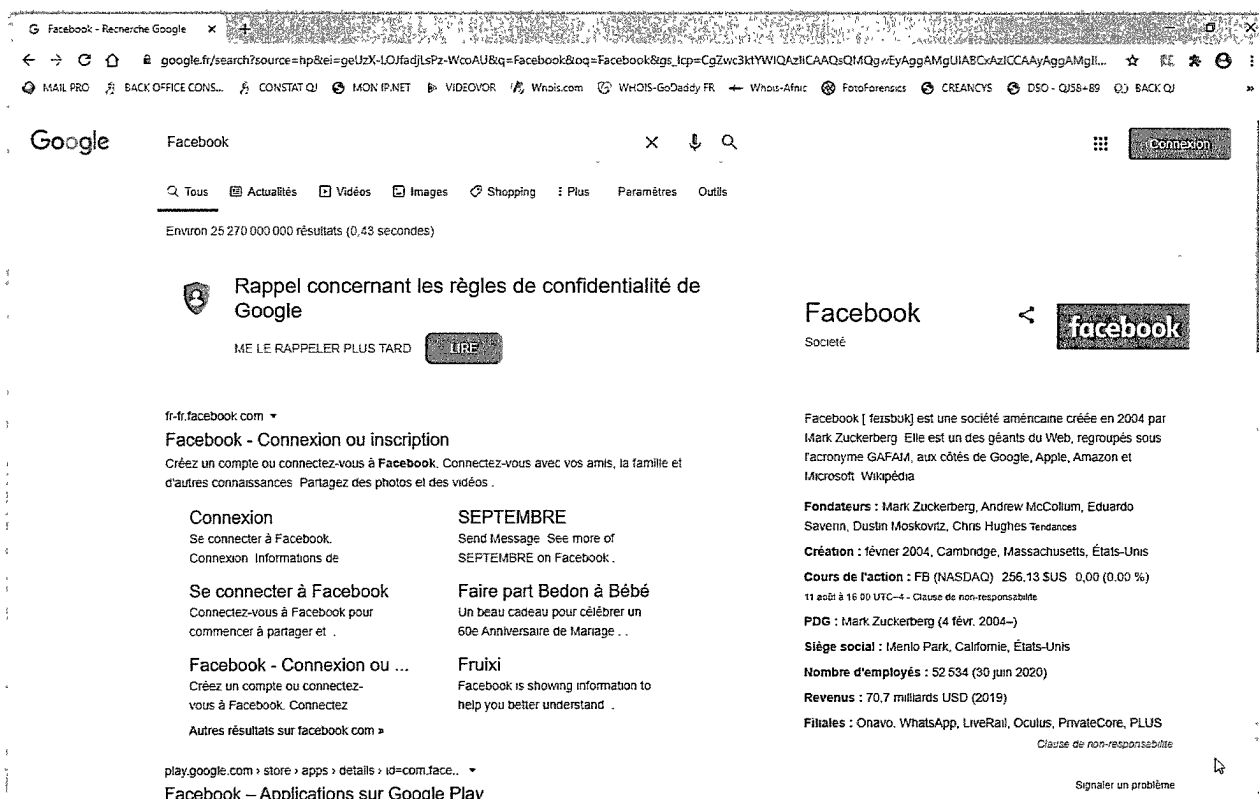 G Facebook - Recherche Google × +
google.fr/search?source=hp&ei=geUzX-LOJfadjLsPz-WcoAU&q=Facebook&oq=Facebook&gs_lcp=
MAIL PRO BACK OFFICE CONS... CONSTAT QJ MON IP.NET VIDEOVOR Whois.com WHOIS-GoDaddy FR Whois-Afnic FotoForensics CREANCYS DSO - QJ58+89 QJ BACK QJ »
Google Facebook Connexion
Tous Actualités Vidéos Images Shopping Plus Paramètres Outils
Environ 25 270 000 000 résultats (0,43 secondes)
Rappel concernant les règles de confidentialité de
Google
ME LE RAPPELER PLUS TARD LIRE
fr-fr.facebook com
Facebook - Connexion ou inscription
Créez un compte ou connectez-vous à Facebook. Connectez-vous avec vos amis, la famille et
d'autres connaissances Partagez des photos et des vidéos .
Connexion
Se connecter à Facebook.
Connexion Informations de
SEPTEMBRE
Send Message See more of
SEPTEMBRE on Facebook .
Se connecter à Facebook
Connectez-vous à Facebook pour
commencer à partager et .
Faire part Bedon à Bébé
Un beau cadeau pour célébrer un
60e Anniversaire de Mariage . .
Facebook - Connexion ou ...
Créez un compte ou connectez-
vous à Facebook. Connectez
Fruixi
Facebook is showing information to
help you better understand .
Autres résultats sur facebook com »
play.google.com › store › apps › details › id=com.face..
Facebook – Applications sur Google Play
Facebook
Société
facebook
Facebook [ feɪsbʊk] est une société américaine créée en 2004 par
Mark Zuckerberg Elle est un des géants du Web, regroupés sous
l'acronyme GAFAM, aux côtés de Google, Apple, Amazon et
Microsoft Wikipédia
Fondateurs : Mark Zuckerberg, Andrew McCollum, Eduardo
Saverin, Dustin Moskovitz, Chris Hughes Tendances
Création : février 2004, Cambridge, Massachusetts, États-Unis
Cours de l'action : FB (NASDAQ) 256,13 $US 0,00 (0,00 %)
11 août à 16 00 UTC−4 - Clause de non-responsabilité
PDG : Mark Zuckerberg (4 févr. 2004–)
Siège social : Menlo Park, Californie, États-Unis
Nombre d'employés : 52 534 (30 juin 2020)
Revenus : 70,7 milliards USD (2019)
Filiales : Onavo, WhatsApp, LiveRail, Oculus, PrivateCore, PLUS
Clause de non-responsabilité
Signaler un problème